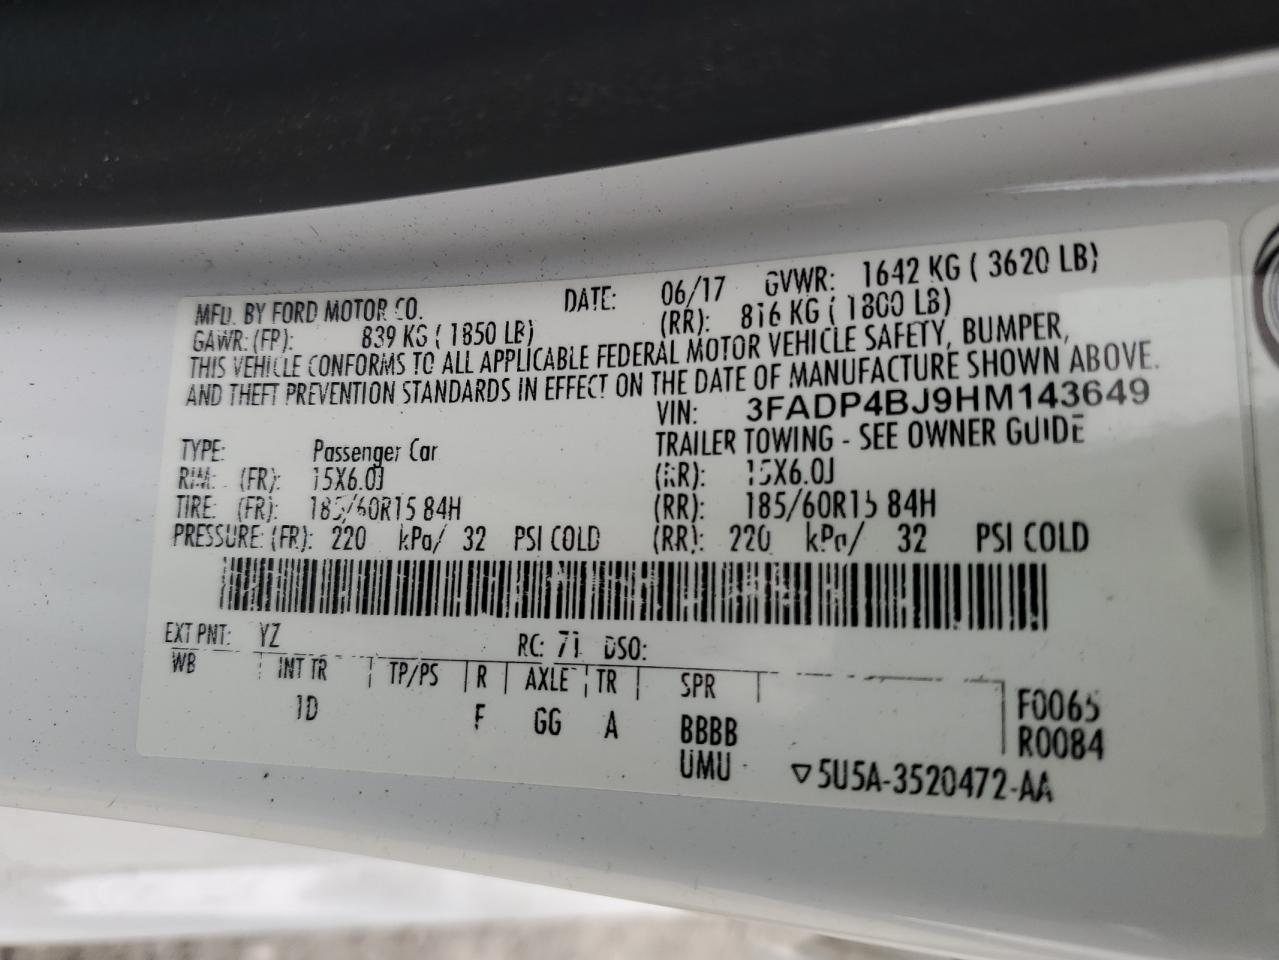 MFD. BY FORD MOTOR CO. DATE: 06/17 GVWR: 1642 KG ( 3620 LB)
GAWR: (FR): 839 KG ( 1850 LB) (RR): 816 KG ( 1800 LB)
THIS VEHICLE CONFORMS TO ALL APPLICABLE FEDERAL MOTOR VEHICLE SAFETY, BUMPER,
AND THEFT PREVENTION STANDARDS IN EFFECT ON THE DATE OF MANUFACTURE SHOWN ABOVE.
VIN: 3FADP4BJ9HM143649
TYPE: Passenger Car TRAILER TOWING - SEE OWNER GUIDE
RIM: (FR): 15X6.0J (RR): 15X6.0J
TIRE: (FR): 185/60R15 84H (RR): 185/60R15 84H
PRESSURE: (FR): 220 kPa/ 32 PSI COLD (RR): 220 kPa/ 32 PSI COLD
EXT PNT: YZ RC: 71 DSO:
WB INT TR TP/PS R AXLE TR SPR
1D F GG A BBBB F0065
UMU R0084
▽5U5A-3520472-AA